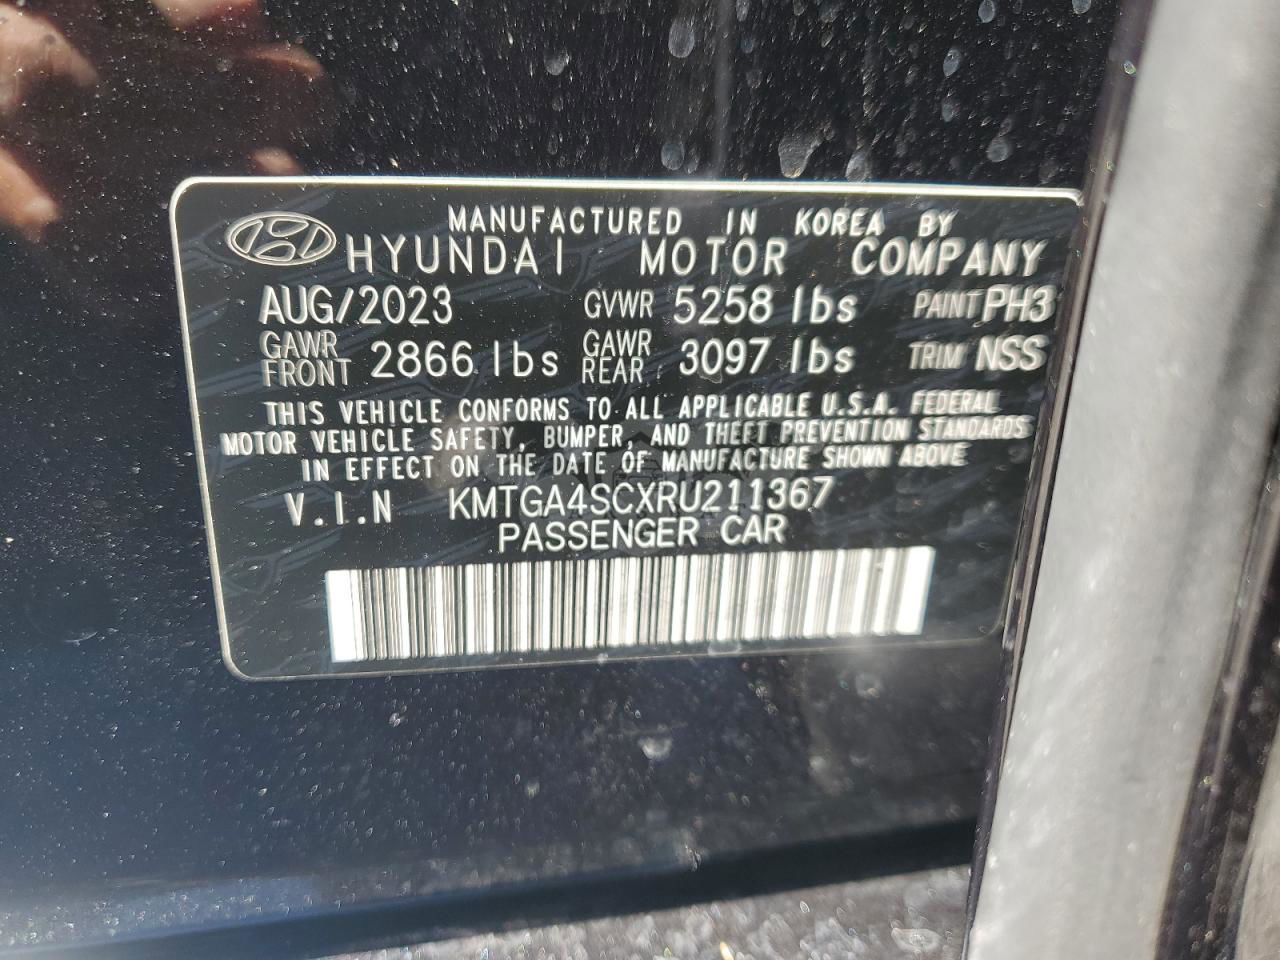 MANUFACTURED IN KOREA BY
HYUNDAI MOTOR COMPANY
AUG/2023 GVWR 5258 lbs PAINT PH3
GAWR FRONT 2866 lbs GAWR REAR 3097 lbs TRIM NSS
THIS VEHICLE CONFORMS TO ALL APPLICABLE U.S.A. FEDERAL
MOTOR VEHICLE SAFETY, BUMPER, AND THEFT PREVENTION STANDARDS
IN EFFECT ON THE DATE OF MANUFACTURE SHOWN ABOVE
V.I.N KMTGA4SCXRU211367
PASSENGER CAR